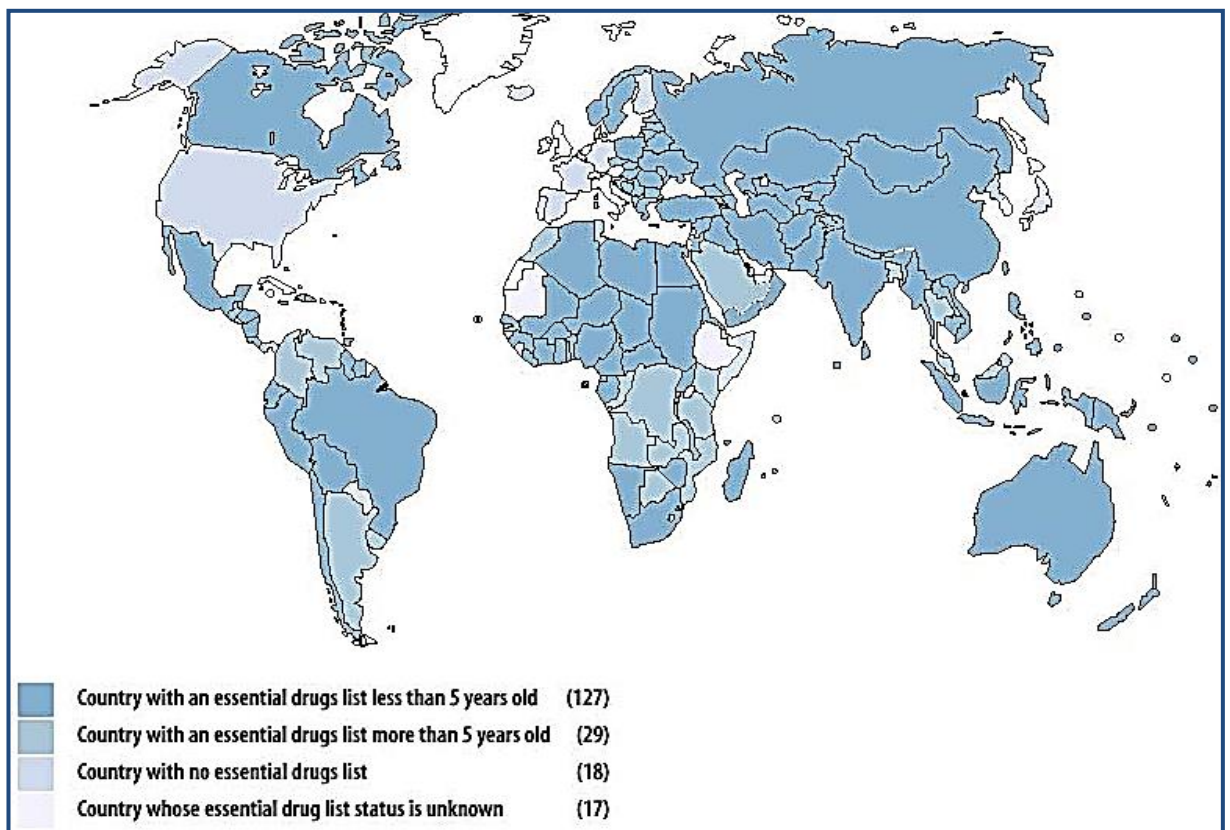 Country with an essential drugs list less than 5 years old (127)
Country with an essential drugs list more than 5 years old (29)
Country with no essential drugs list (18)
Country whose essential drug list status is unknown (17)